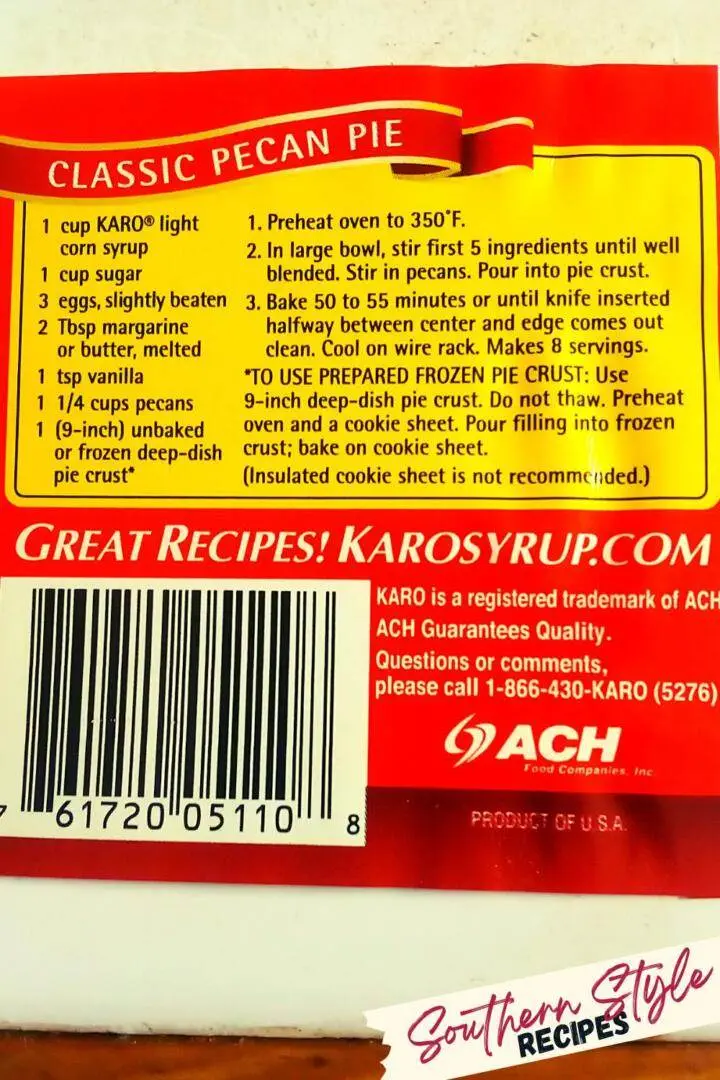 CLASSIC PECAN PIE
1 cup KARO® light
corn syrup
1 cup sugar
3 eggs, slightly beaten
2 Tbsp margarine
or butter, melted
1 tsp vanilla
1 1/4 cups pecans
1 (9-inch) unbaked
or frozen deep-dish
pie crust*
1. Preheat oven to 350°F.
2. In large bowl, stir first 5 ingredients until well
blended. Stir in pecans. Pour into pie crust.
3. Bake 50 to 55 minutes or until knife inserted
halfway between center and edge comes out
clean. Cool on wire rack. Makes 8 servings.
*TO USE PREPARED FROZEN PIE CRUST: Use
9-inch deep-dish pie crust. Do not thaw. Preheat
oven and a cookie sheet. Pour filling into frozen
crust; bake on cookie sheet.
(Insulated cookie sheet is not recommended.)
GREAT RECIPES! KAROSYRUP.COM
KARO is a registered trademark of ACH
ACH Guarantees Quality.
Questions or comments,
please call 1-866-430-KARO (5276)
ACH
Food Companies, Inc
PRODUCT OF U.S.A.
7 61720 05110 8
Southern Style
RECIPES